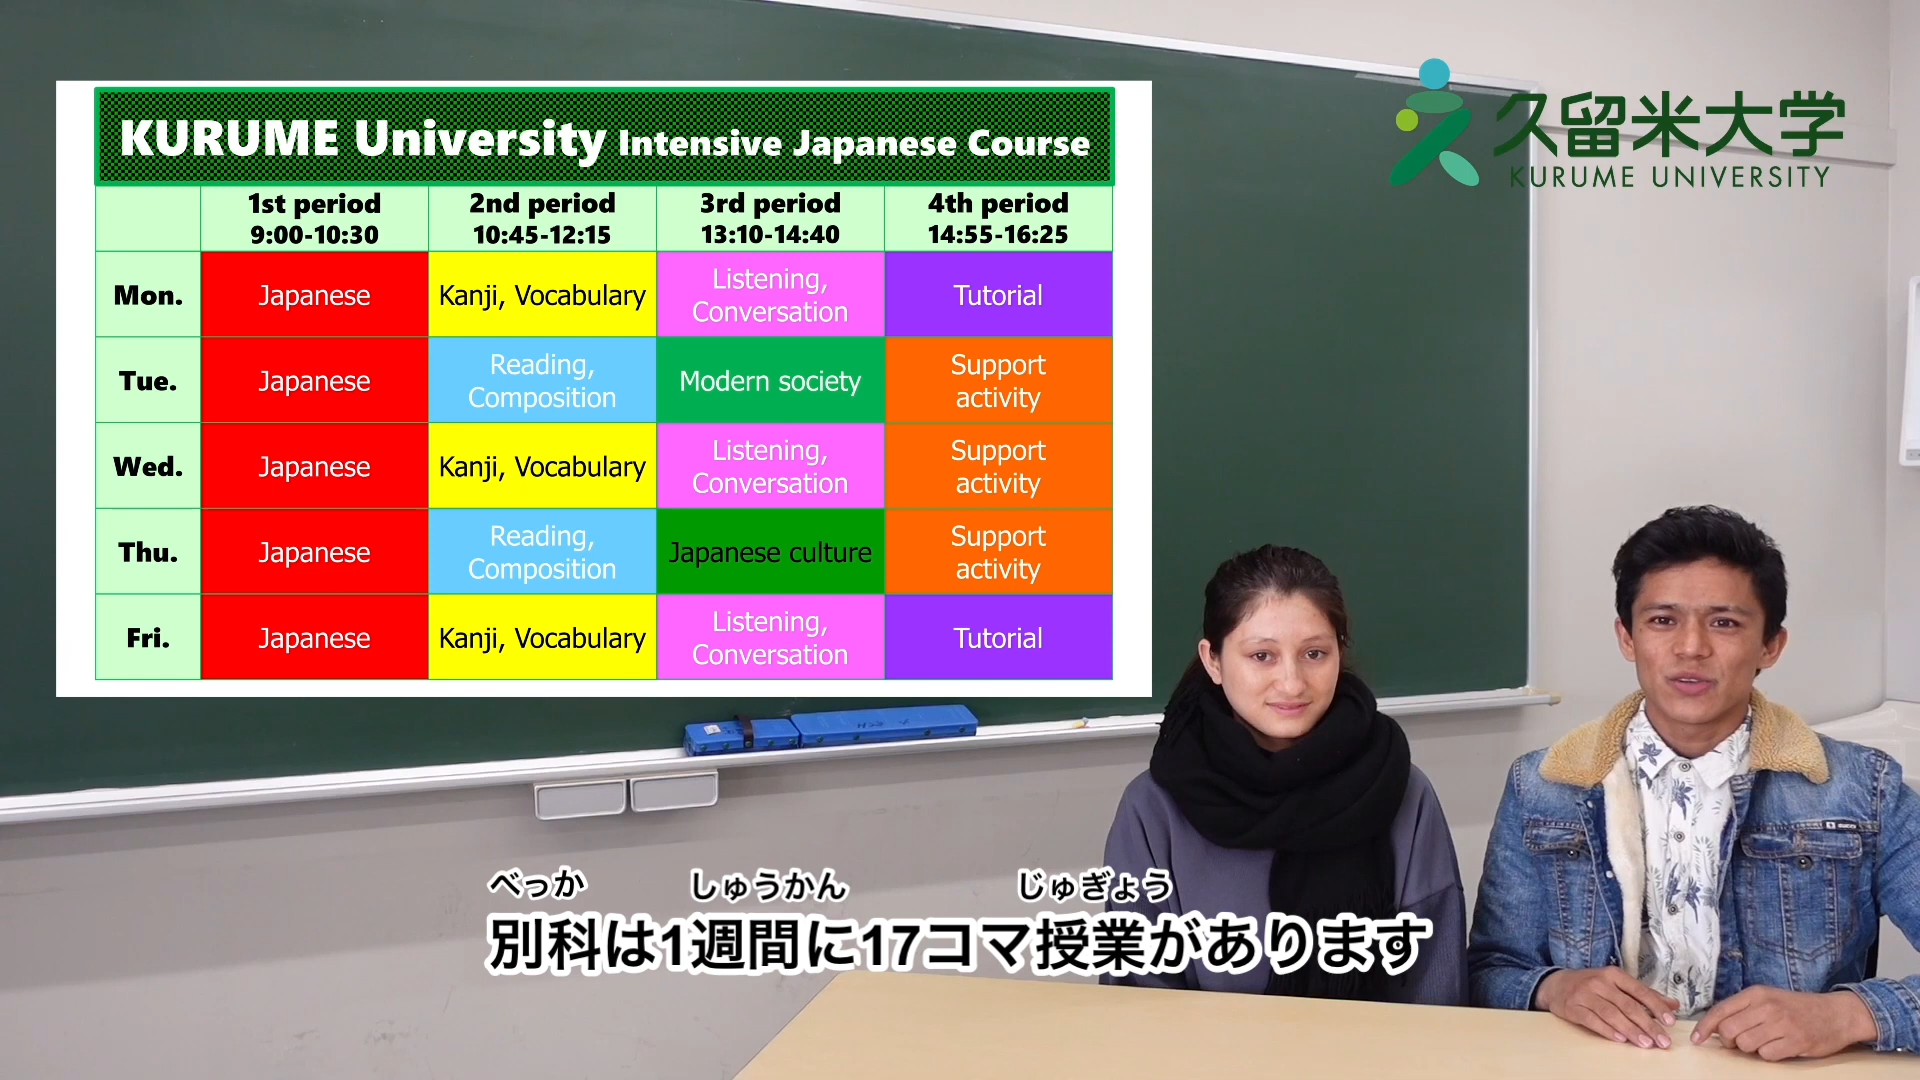 KURUME University Intensive Japanese Course
1st period 2nd period 3rd period 4th period
9:00-10:30 10:45-12:15 13:10-14:40 14:55-16:25
Mon. Japanese Kanji, Vocabulary Listening, Conversation Tutorial
Tue. Japanese Reading, Composition Modern society Support activity
Wed. Japanese Kanji, Vocabulary Listening, Conversation Support activity
Thu. Japanese Reading, Composition Japanese culture Support activity
Fri. Japanese Kanji, Vocabulary Listening, Conversation Tutorial
久留米大学
KURUME UNIVERSITY
べっか しゅうかん じゅぎょう
別科は1週間に17コマ授業があります